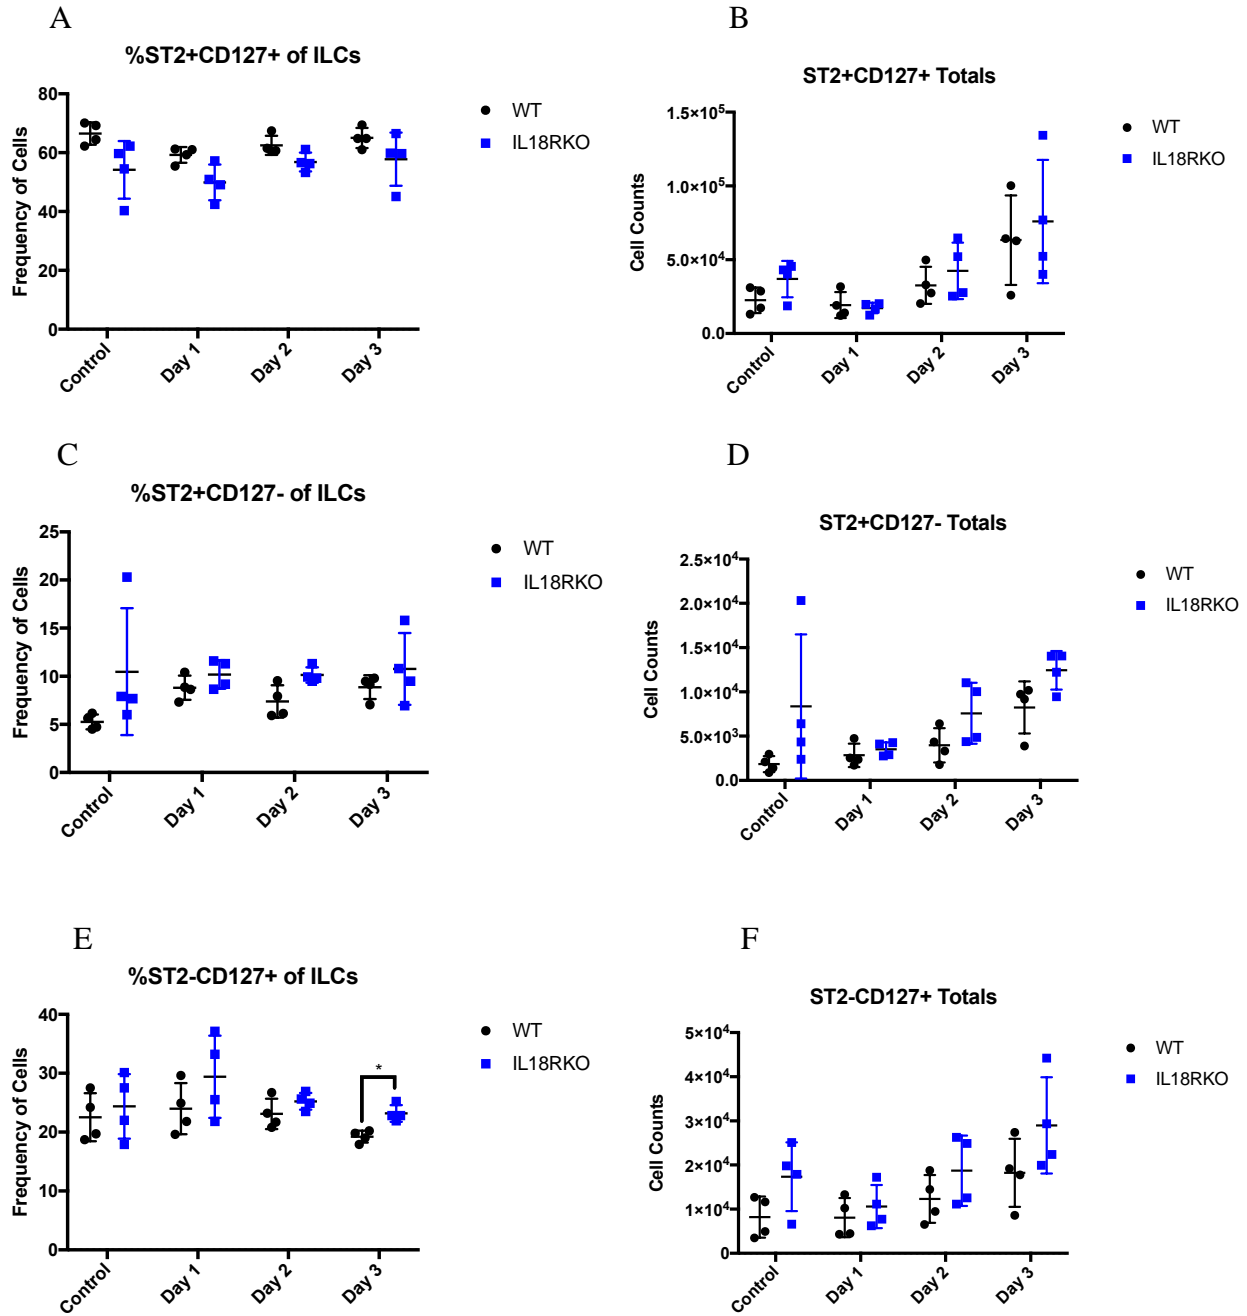 A
%ST2+CD127+ of ILCs
80
60
40
20
0
Frequency of Cells
Control
Day 1
Day 2
Day 3
WT
IL18RKO
B
ST2+CD127+ Totals
1.5×10⁵
1.0×10⁵
5.0×10⁴
0.0
Cell Counts
Control
Day 1
Day 2
Day 3
WT
IL18RKO
C
%ST2+CD127- of ILCs
25
20
15
10
5
0
Frequency of Cells
Control
Day 1
Day 2
Day 3
WT
IL18RKO
D
ST2+CD127- Totals
2.5×10⁴
2.0×10⁴
1.5×10⁴
1.0×10⁴
5.0×10³
0.0
Cell Counts
Control
Day 1
Day 2
Day 3
WT
IL18RKO
E
%ST2-CD127+ of ILCs
40
30
20
10
0
Frequency of Cells
*
Control
Day 1
Day 2
Day 3
WT
IL18RKO
F
ST2-CD127+ Totals
5×10⁴
4×10⁴
3×10⁴
2×10⁴
1×10⁴
0
Cell Counts
Control
Day 1
Day 2
Day 3
WT
IL18RKO